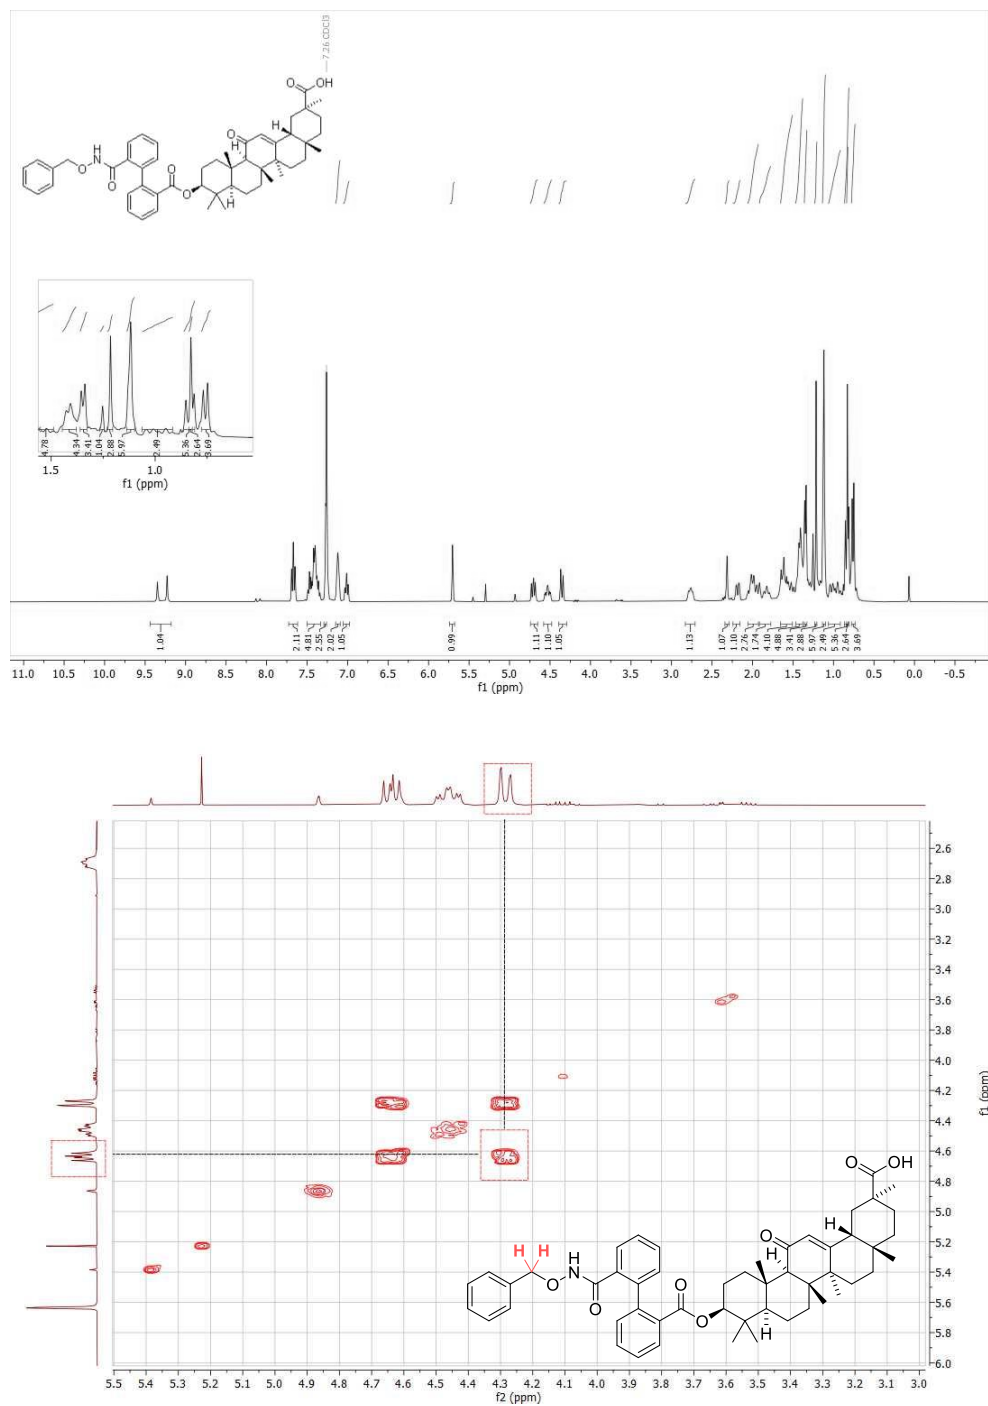 7.26 CDCl3
O
OH
O
H
NH
O
O
O
O
H
H
4.78
4.34
3.41
1.04
2.88
5.97
2.49
5.36
2.64
3.69
1.5 1.0
f1 (ppm)
1.04
2.11
4.81
2.55
2.02
1.05
0.99
1.11
1.10
1.05
1.13
1.07
1.10
2.76
1.74
4.10
4.88
3.41
2.88
5.97
2.49
5.36
2.64
3.69
11.0 10.5 10.0 9.5 9.0 8.5 8.0 7.5 7.0 6.5 6.0 5.5 5.0 4.5 4.0 3.5 3.0 2.5 2.0 1.5 1.0 0.5 0.0 -0.5
f1 (ppm)
2.6
2.8
3.0
3.2
3.4
3.6
3.8
4.0
4.2
4.4
4.6
4.8
5.0
5.2
5.4
5.6
5.8
6.0
f1 (ppm)
O
OH
O
H
H H
H
N
O
O
O
O
H
H
5.5 5.4 5.3 5.2 5.1 5.0 4.9 4.8 4.7 4.6 4.5 4.4 4.3 4.2 4.1 4.0 3.9 3.8 3.7 3.6 3.5 3.4 3.3 3.2 3.1 3.0
f2 (ppm)